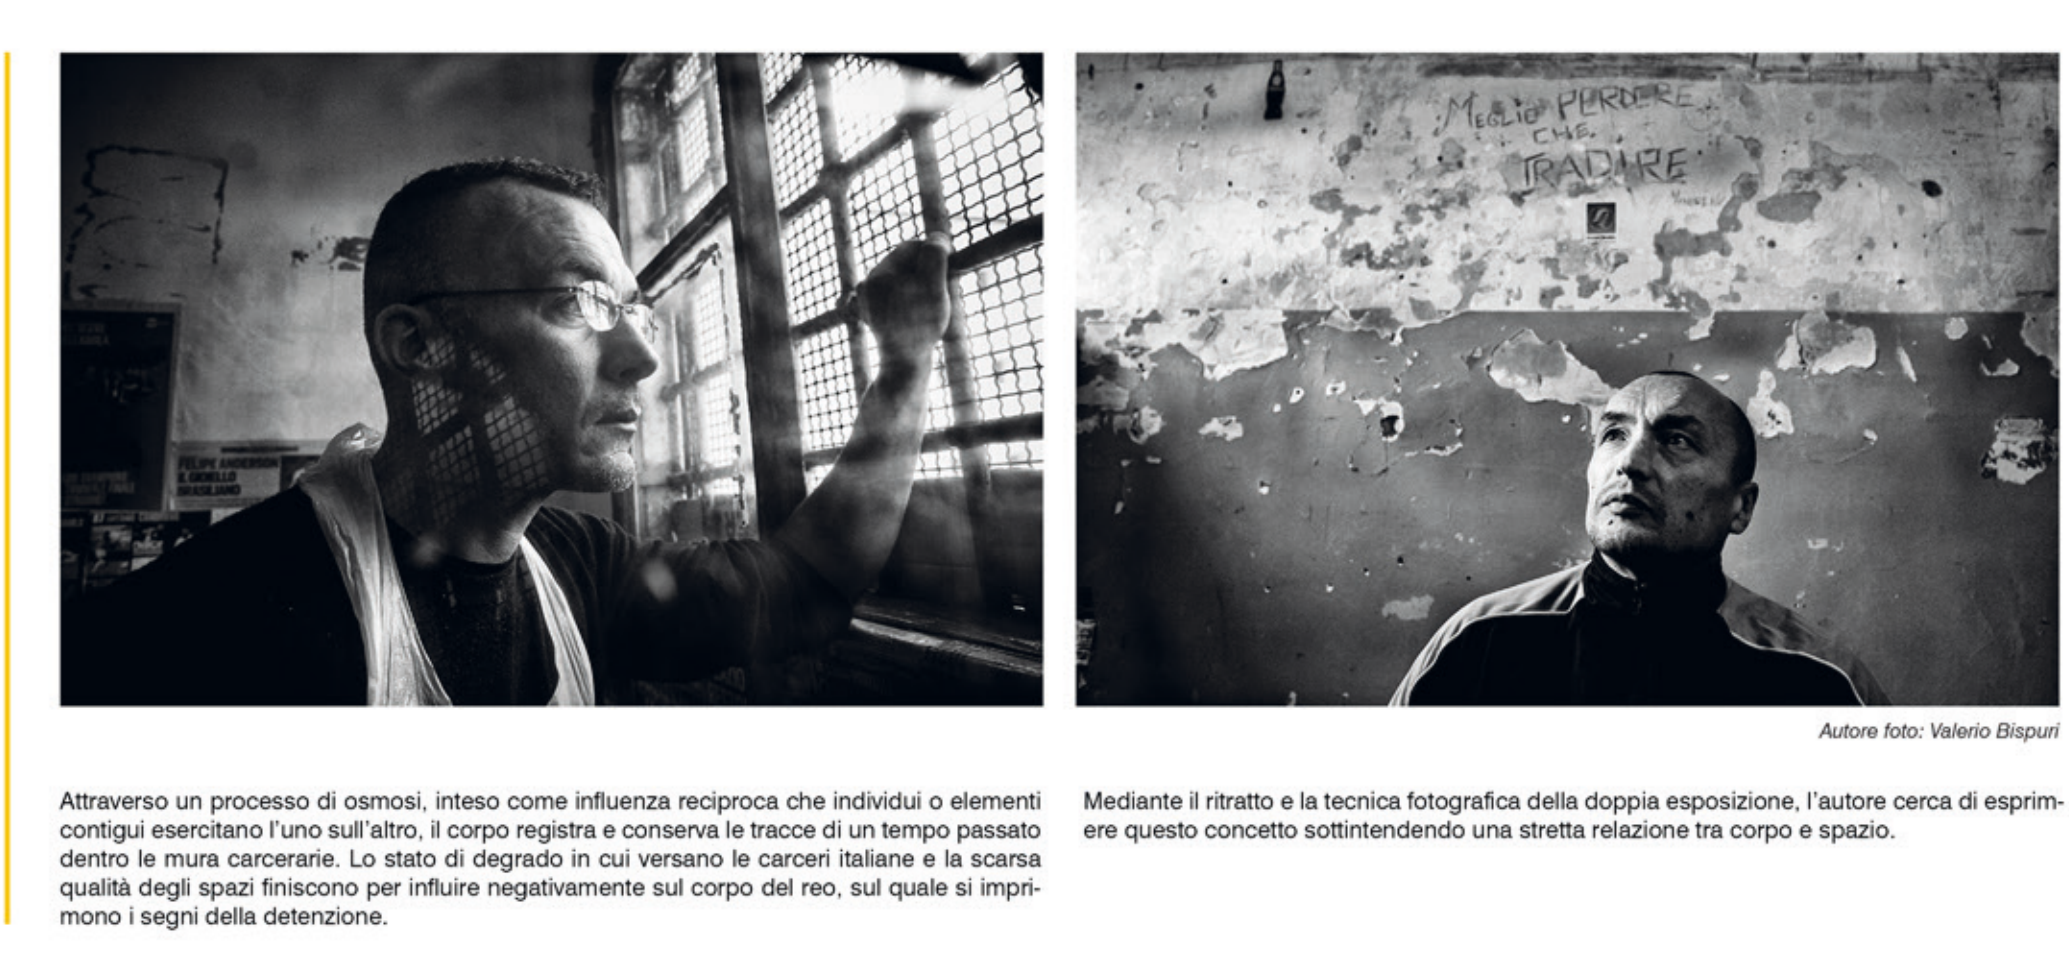 MEGLIO PERDERE
CHE
TRADIRE
FELIPE ANDERSON
IL GIOIELLO
BRASILIANO
Autore foto: Valerio Bispuri
Attraverso un processo di osmosi, inteso come influenza reciproca che individui o elementi
contigui esercitano l'uno sull'altro, il corpo registra e conserva le tracce di un tempo passato
dentro le mura carcerarie. Lo stato di degrado in cui versano le carceri italiane e la scarsa
qualità degli spazi finiscono per influire negativamente sul corpo del reo, sul quale si impri-
mono i segni della detenzione.
Mediante il ritratto e la tecnica fotografica della doppia esposizione, l'autore cerca di esprim-
ere questo concetto sottintendendo una stretta relazione tra corpo e spazio.